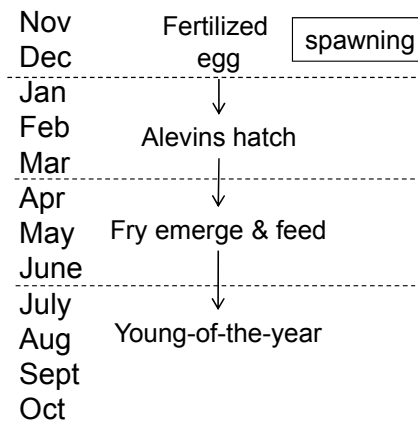 Nov
Dec
Jan
Feb
Mar
Apr
May
June
July
Aug
Sept
Oct
Fertilized
egg
spawning
Alevins hatch
Fry emerge & feed
Young-of-the-year